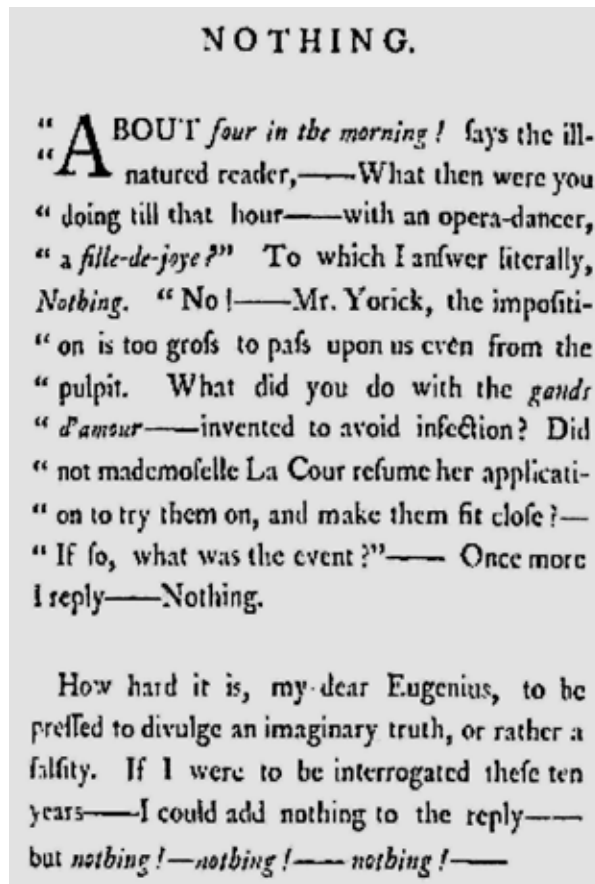 NOTHING.
“ ABOUT four in the morning ! ſays the ill-
“ natured reader,——What then were you
“ doing till that hour——with an opera-dancer,
“ a fille-de-joye ?” To which I anſwer literally,
Nothing. “ No !——Mr. Yorick, the impoſiti-
“ on is too groſs to paſs upon us even from the
“ pulpit. What did you do with the gands
“ d'amour——invented to avoid infection? Did
“ not mademoſelle La Cour reſume her applicati-
“ on to try them on, and make them fit cloſe ?—
“ If ſo, what was the event ?”—— Once more
I reply——Nothing.
How hard it is, my dear Eugenius, to be
preſſed to divulge an imaginary truth, or rather a
falſity. If I were to be interrogated theſe ten
years——I could add nothing to the reply——
but nothing !—nothing !—— nothing !——